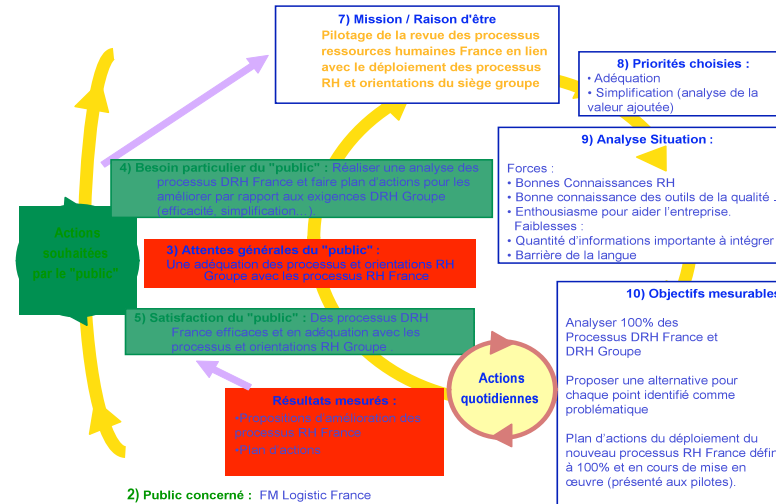 7) Mission / Raison d'être
Pilotage de la revue des processus
ressources humaines France en lien
avec le déploiement des processus
RH et orientations du siège groupe
8) Priorités choisies :
• Adéquation
• Simplification (analyse de la
valeur ajoutée)
9) Analyse Situation :
Forces :
• Bonnes Connaissances RH
• Bonne connaissance des outils de la qualité .
• Enthousiasme pour aider l'entreprise.
Faiblesses :
• Quantité d'informations importante à intégrer
• Barrière de la langue
4) Besoin particulier du "public" : Réaliser une analyse des
processus DRH France et faire plan d'actions pour les
améliorer par rapport aux exigences DRH Groupe
(efficacité, simplification…).
Actions
souhaitées
par le "public"
3) Attentes générales du "public" :
Une adéquation des processus et orientations RH
Groupe avec les processus RH France
5) Satisfaction du "public" : Des processus DRH
France efficaces et en adéquation avec les
processus et orientations RH Groupe .
10) Objectifs mesurables
Analyser 100% des
Processus DRH France et
DRH Groupe
Proposer une alternative pour
chaque point identifié comme
problématique
Plan d'actions du déploiement du
nouveau processus RH France défin
à 100% et en cours de mise en
œuvre (présenté aux pilotes).
Actions
quotidiennes
Résultats mesurés :
•Propositions d'amélioration des
processus RH France
•Plan d'actions
2) Public concerné : FM Logistic France